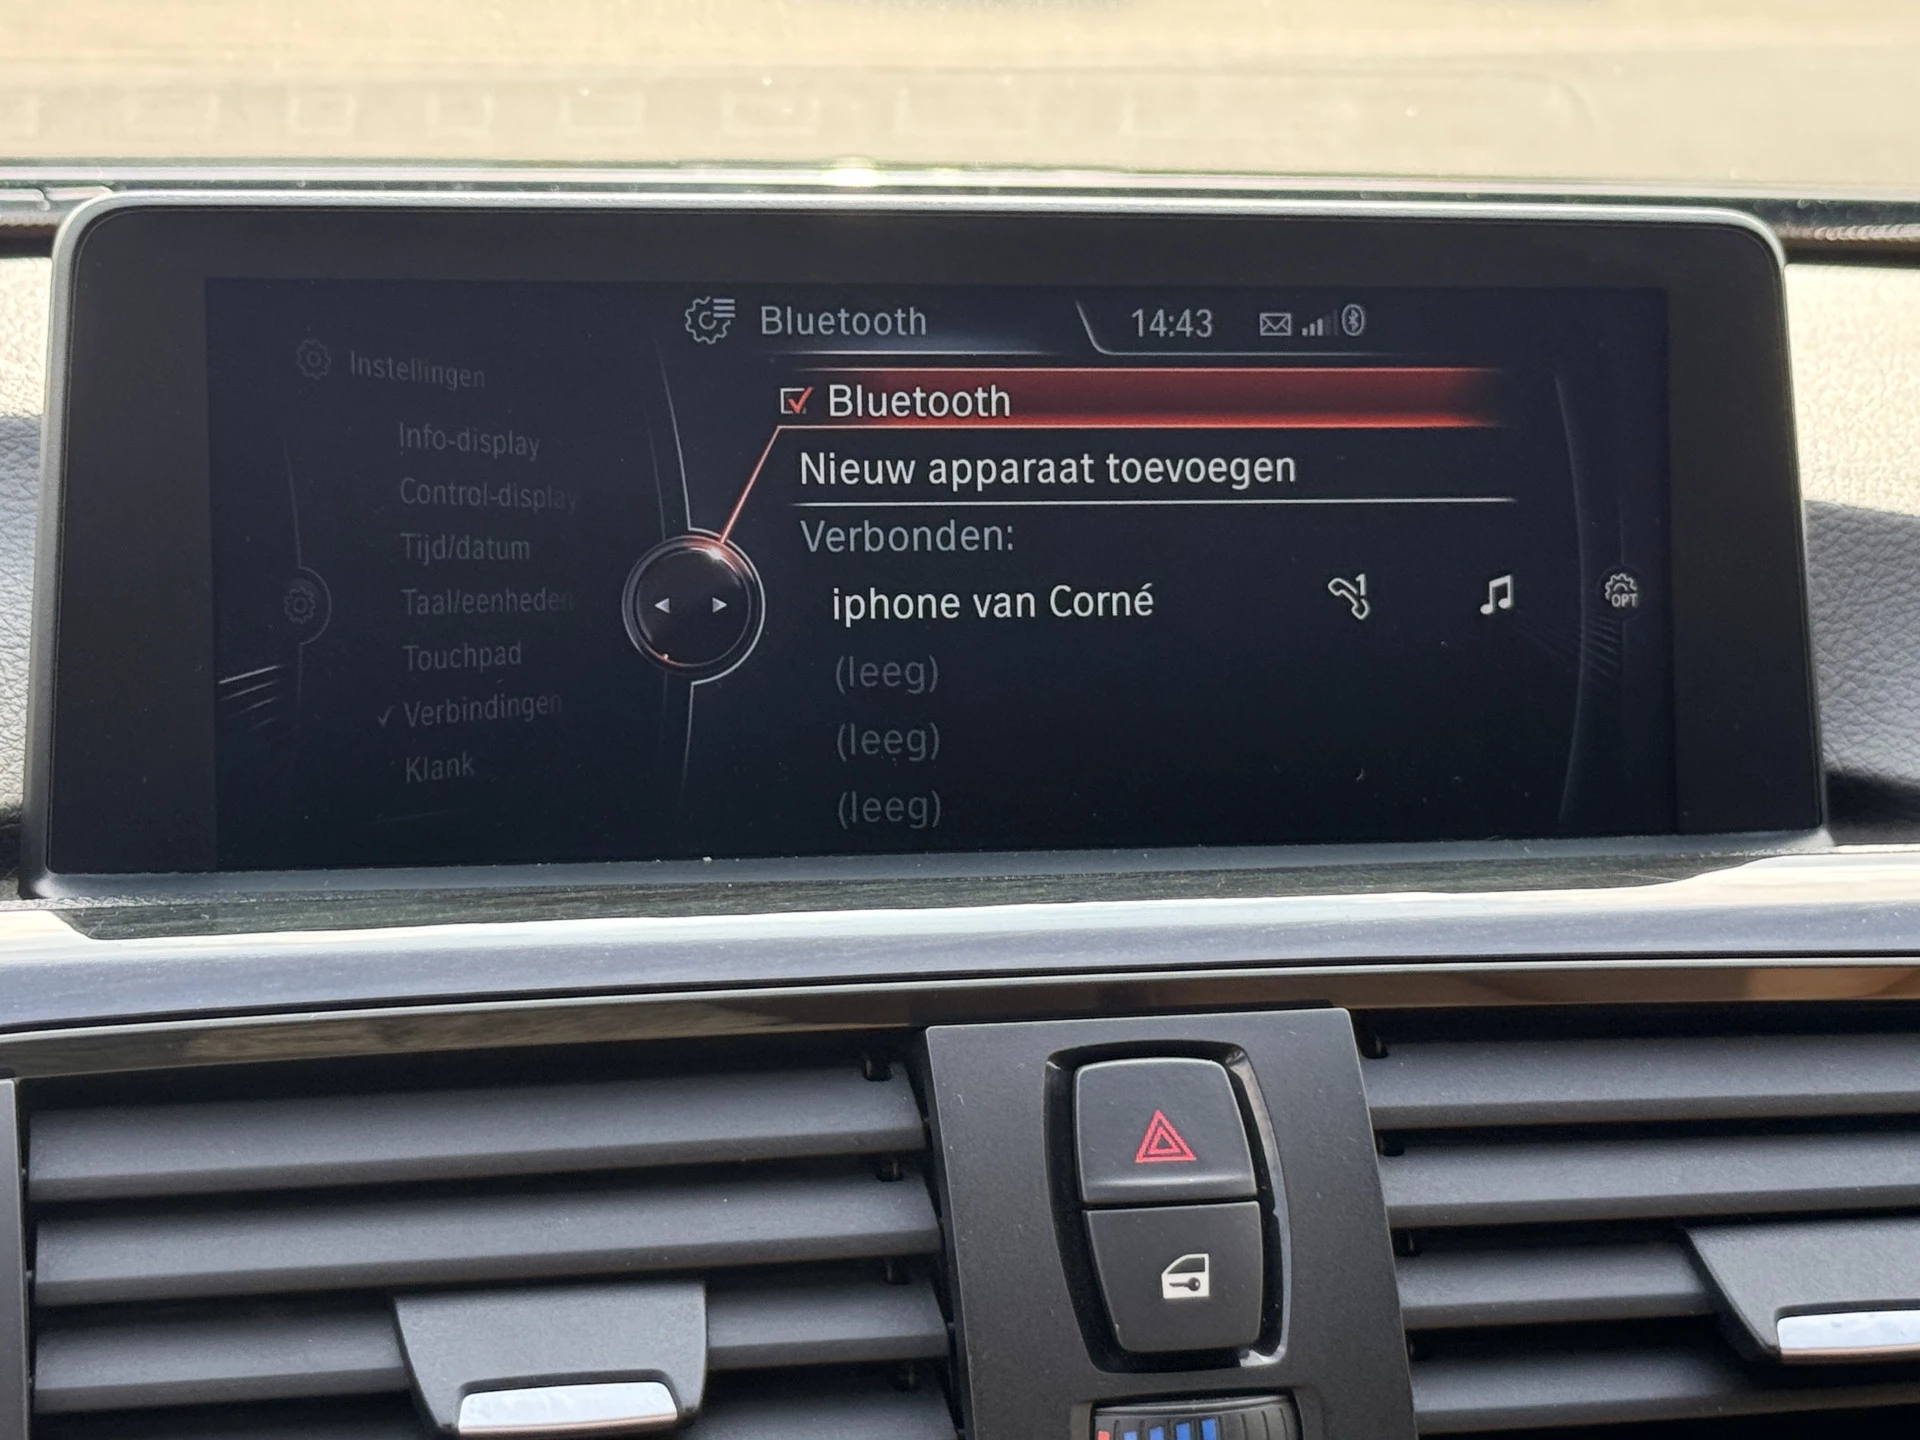 Bluetooth
14:43
Instellingen
Info-display
Control-display
Tijd/datum
Taal/eenheden
Touchpad
Verbindingen
Klank
Bluetooth
Nieuw apparaat toevoegen
Verbonden:
iphone van Corné
1
OPT
(leeg)
(leeg)
(leeg)